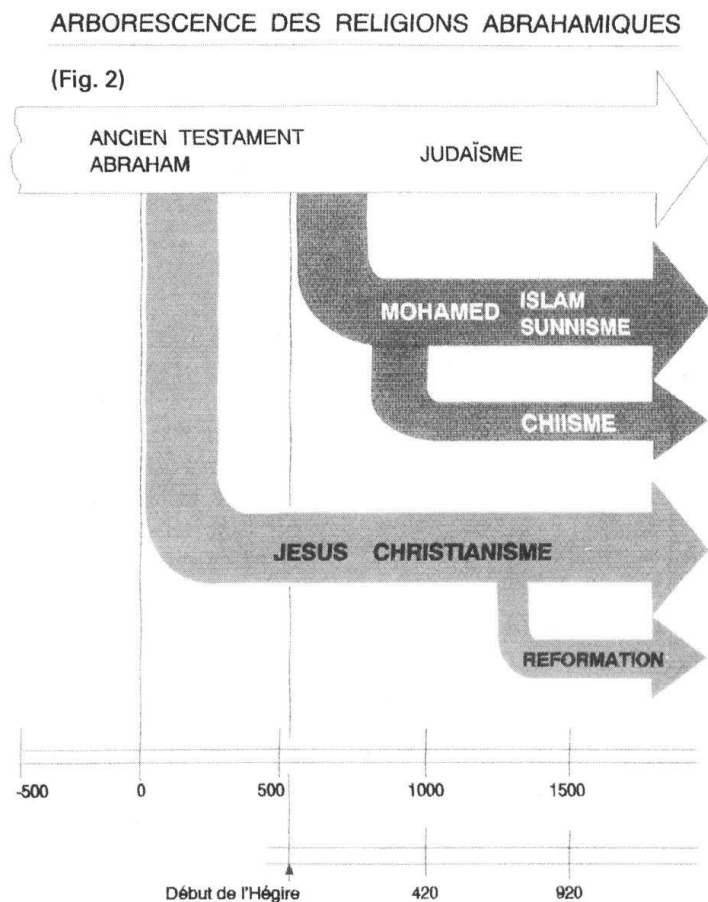 ARBORESCENCE DES RELIGIONS ABRAHAMIQUES
(Fig. 2)
ANCIEN TESTAMENT
ABRAHAM
JUDAÏSME
MOHAMED
ISLAM
SUNNISME
CHIISME
JESUS CHRISTIANISME
REFORMATION
-500 0 500 1000 1500
Début de l'Hégire 420 920